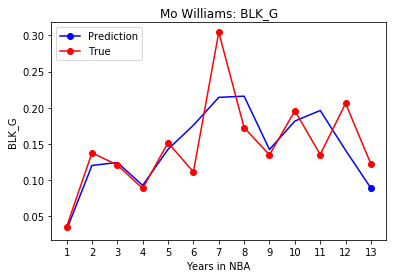 Mo Williams: BLK_G
Prediction
True
0.30
0.25
0.20
0.15
0.10
0.05
BLK_G
1 2 3 4 5 6 7 8 9 10 11 12 13
Years in NBA